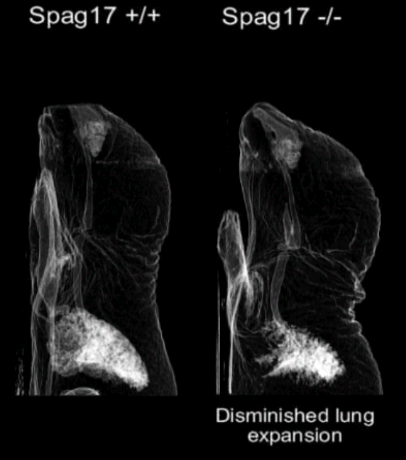 Spag17 +/+
Spag17 -/-
Disminished lung
expansion